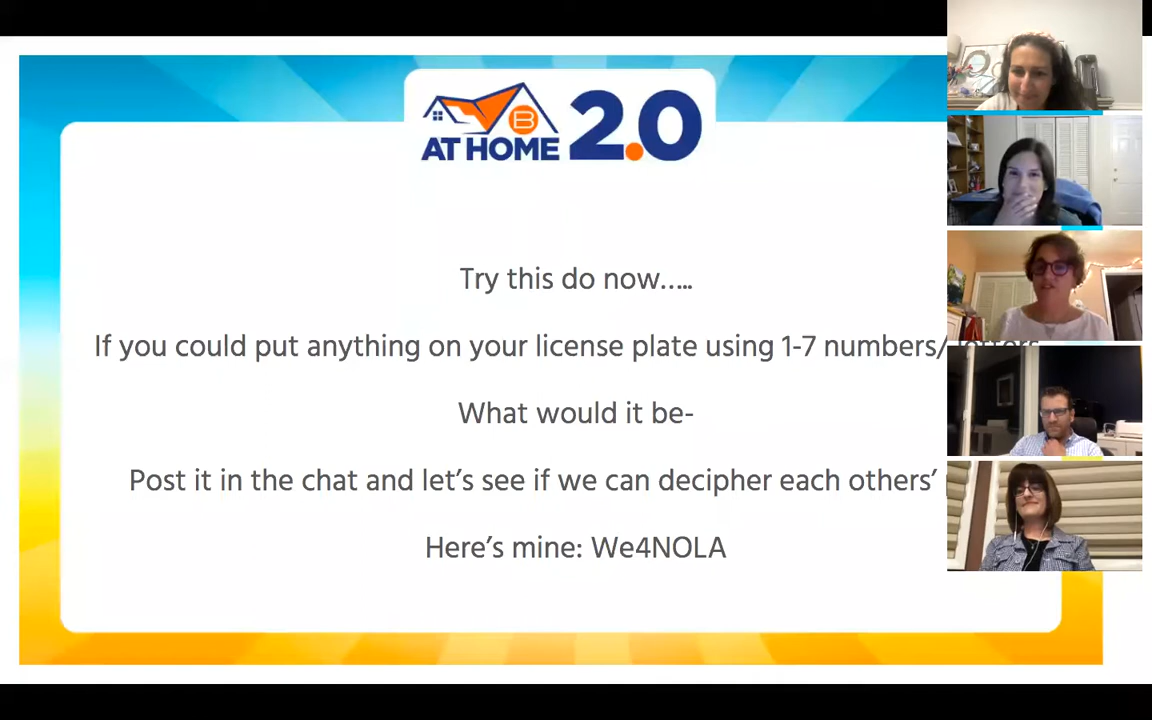 B
AT HOME 2.0
Try this do now.....
If you could put anything on your license plate using 1-7 numbers/
What would it be-
Post it in the chat and let's see if we can decipher each others'
Here's mine: We4NOLA